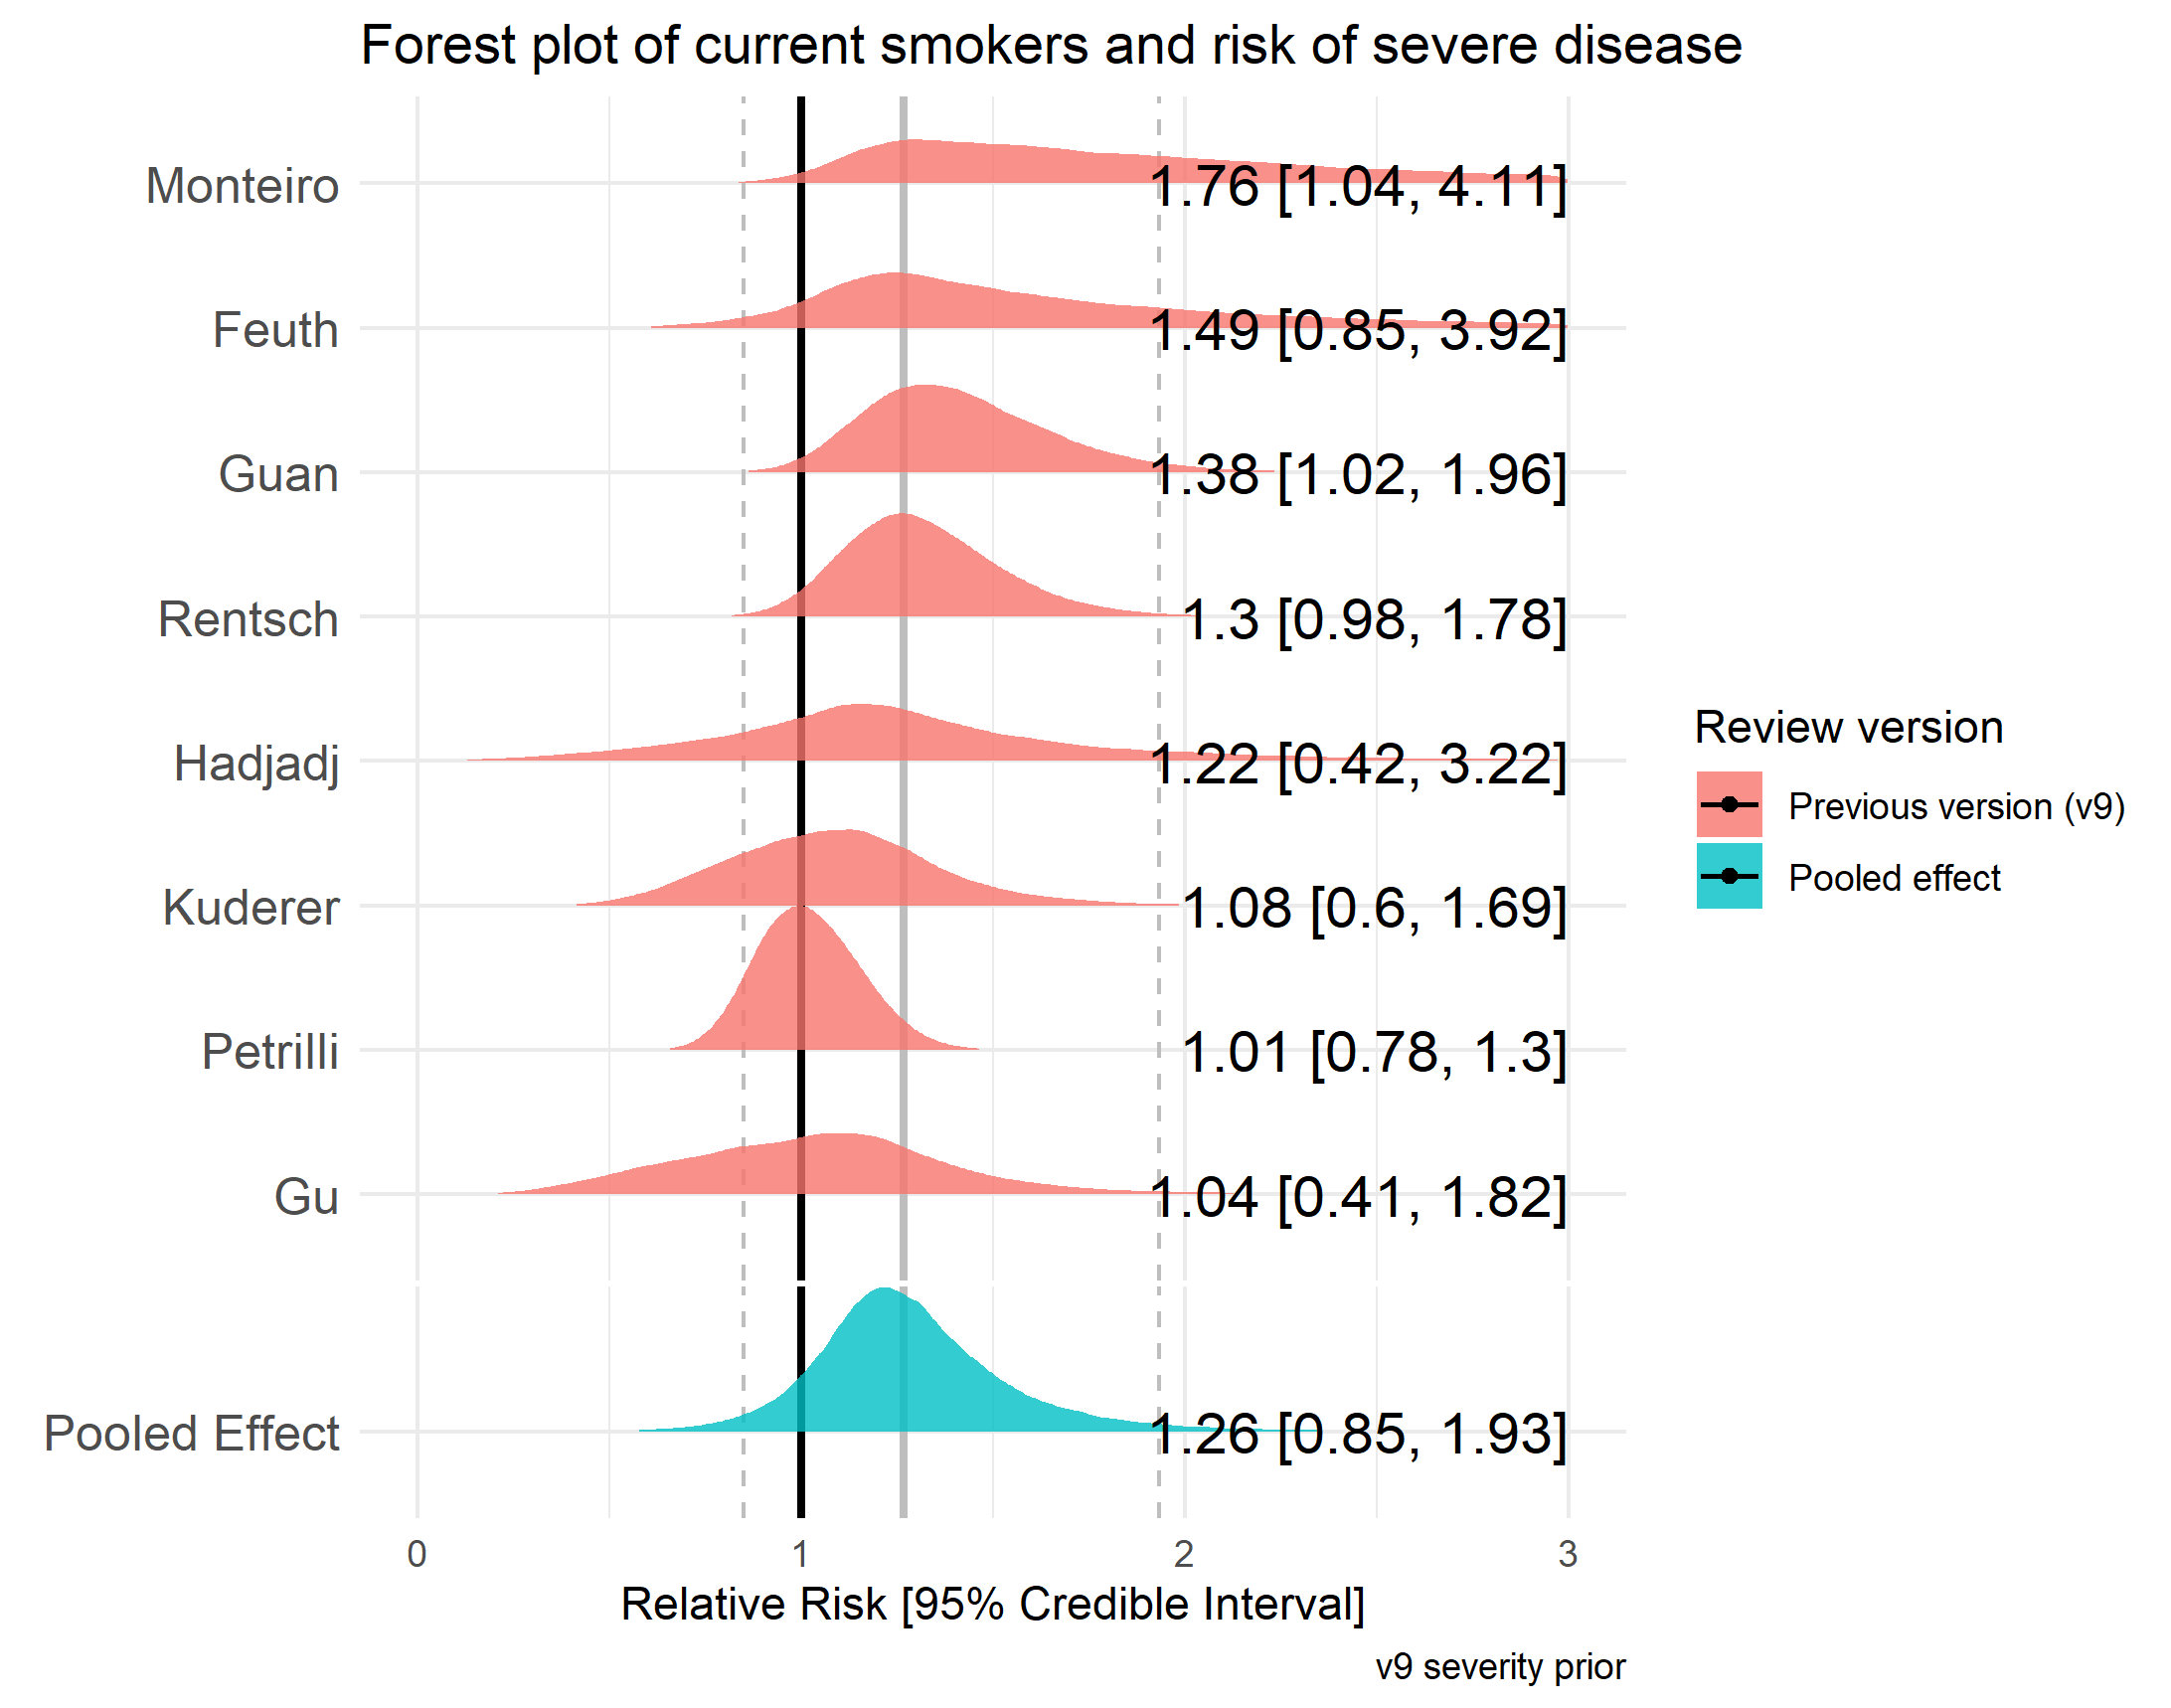 Forest plot of current smokers and risk of severe disease
Monteiro
1.76 [1.04, 4.11]
Feuth
1.49 [0.85, 3.92]
Guan
1.38 [1.02, 1.96]
Rentsch
1.3 [0.98, 1.78]
Hadjadj
1.22 [0.42, 3.22]
Kuderer
1.08 [0.6, 1.69]
Petrilli
1.01 [0.78, 1.3]
Gu
1.04 [0.41, 1.82]
Pooled Effect
1.26 [0.85, 1.93]
0 1 2 3
Relative Risk [95% Credible Interval]
v9 severity prior
Review version
Previous version (v9)
Pooled effect